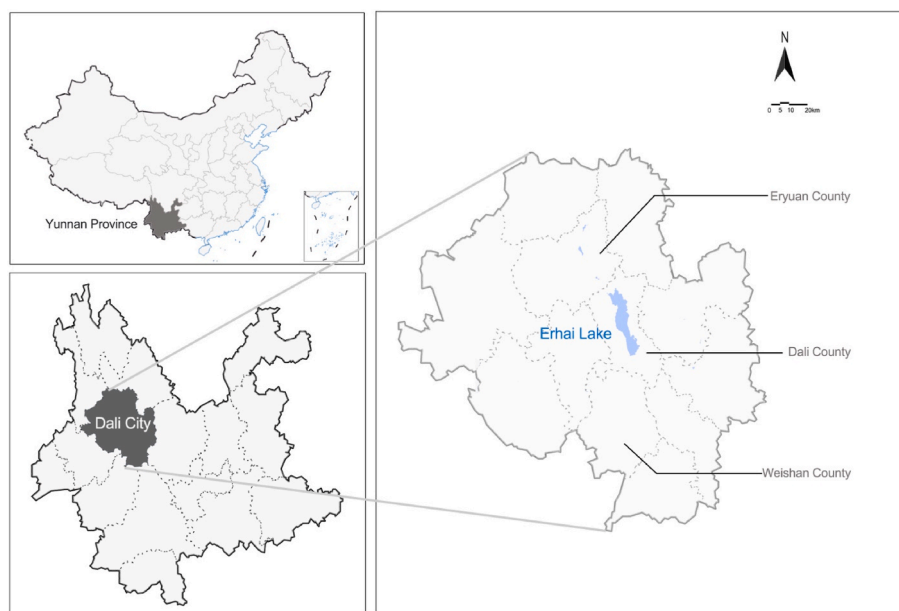 Yunnan Province
Dali City
N
0 5 10 20km
Eryuan County
Erhai Lake
Dali County
Weishan County